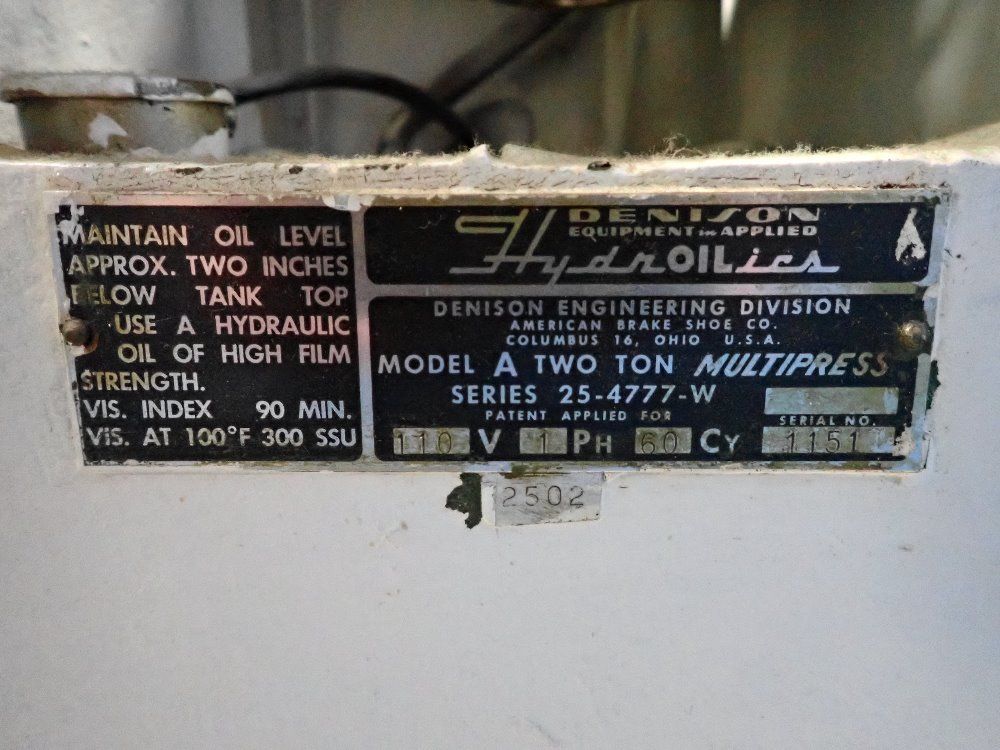 MAINTAIN OIL LEVEL
APPROX. TWO INCHES
BELOW TANK TOP
USE A HYDRAULIC
OIL OF HIGH FILM
STRENGTH.
VIS. INDEX 90 MIN.
VIS. AT 100°F 300 SSU
DENISON
EQUIPMENT in APPLIED
HydrOILics
DENISON ENGINEERING DIVISION
AMERICAN BRAKE SHOE CO.
COLUMBUS 16, OHIO U.S.A.
MODEL A TWO TON MULTIPRESS
SERIES 25-4777-W
PATENT APPLIED FOR
SERIAL NO.
110 V 1 PH 60 CY 11511
2502